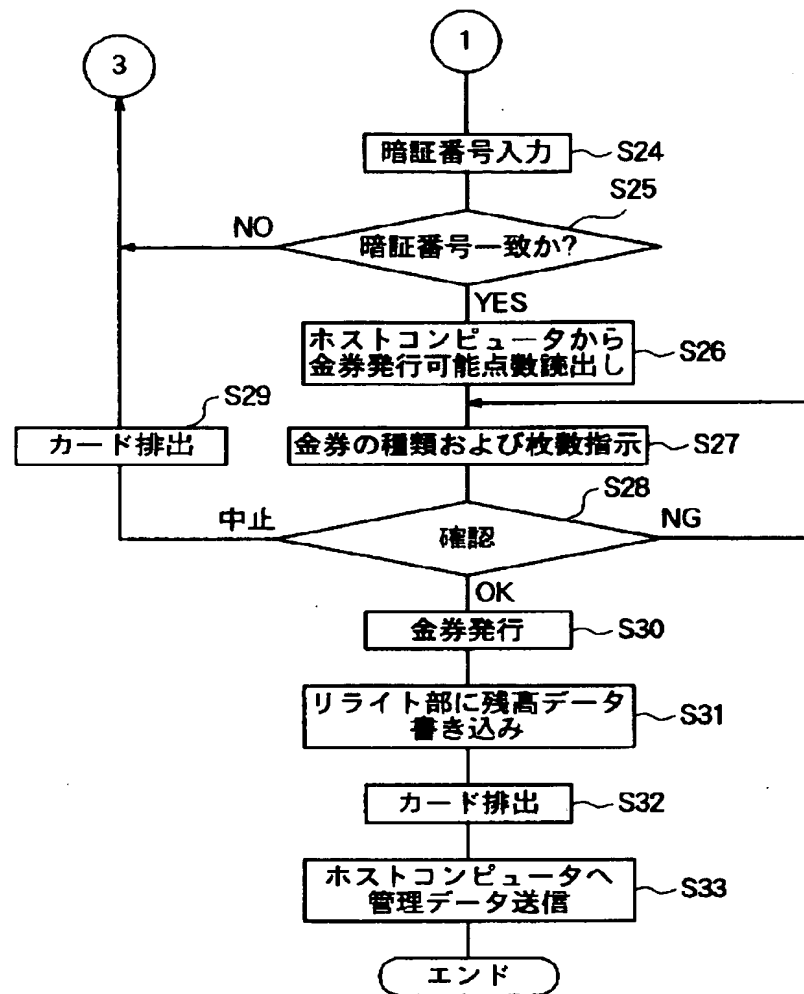 1
3
暗証番号入力
S24
S25
NO
暗証番号一致か?
YES
ホストコンピュータから
金券発行可能点数読出し
S26
S29
カード排出
金券の種類および枚数指示
S27
S28
中止
確認
NG
OK
金券発行
S30
リライト部に残高データ
書き込み
S31
カード排出
S32
ホストコンピュータへ
管理データ送信
S33
エンド